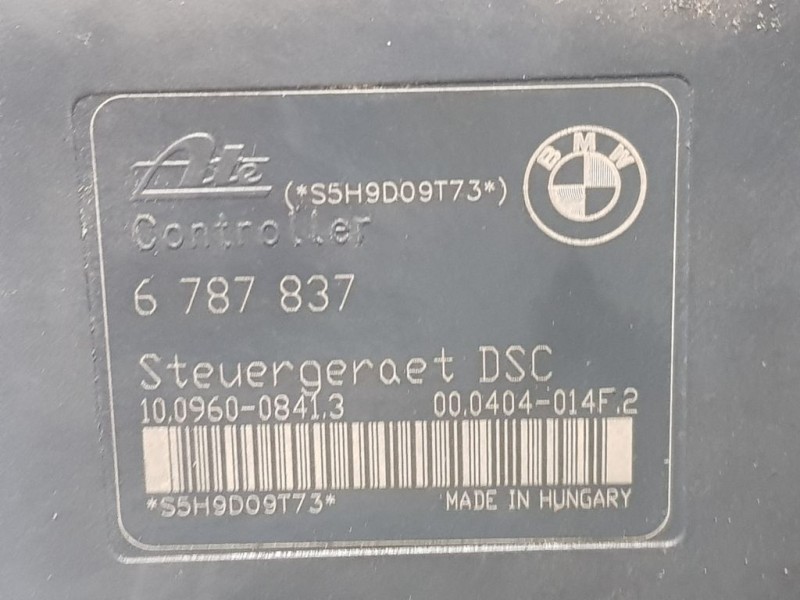 Ate
BMW
(*S5H9D09T73*)
Controller
6 787 837
Steuergeraet DSC
10.0960-0841.3 00.0404-014F.2
*S5H9D09T73* MADE IN HUNGARY